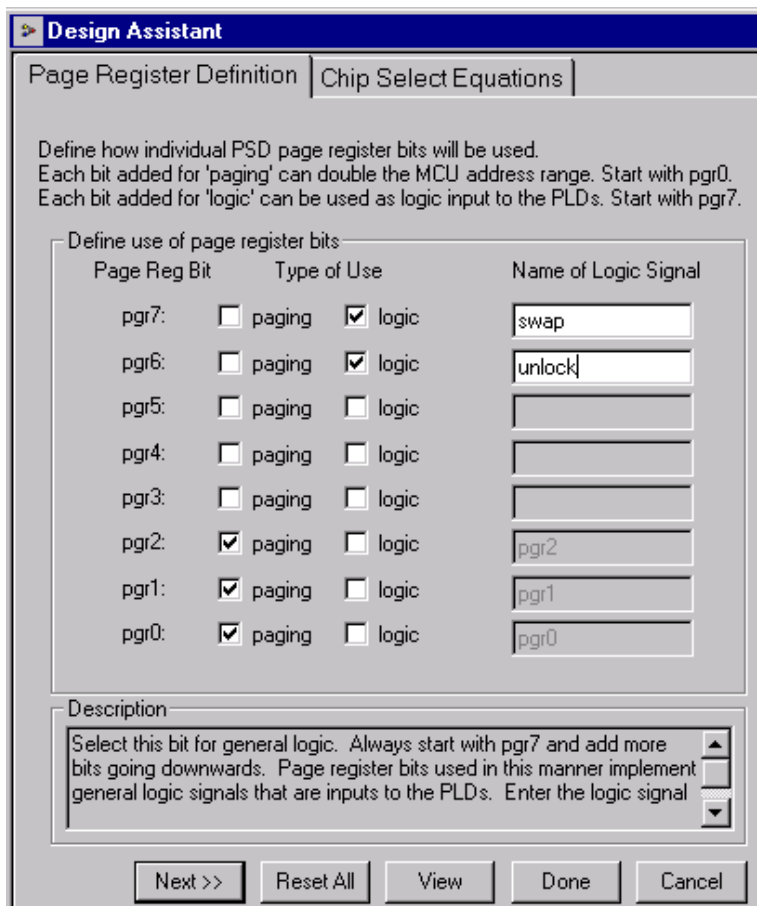 Design Assistant
Page Register Definition Chip Select Equations
Define how individual PSD page register bits will be used.
Each bit added for 'paging' can double the MCU address range. Start with pgr0.
Each bit added for 'logic' can be used as logic input to the PLDs. Start with pgr7.
Define use of page register bits
Page Reg Bit Type of Use Name of Logic Signal
pgr7: paging logic swap
pgr6: paging logic unlock
pgr5: paging logic
pgr4: paging logic
pgr3: paging logic
pgr2: paging logic pgr2
pgr1: paging logic pgr1
pgr0: paging logic pgr0
Description
Select this bit for general logic. Always start with pgr7 and add more
bits going downwards. Page register bits used in this manner implement
general logic signals that are inputs to the PLDs. Enter the logic signal
Next >> Reset All View Done Cancel